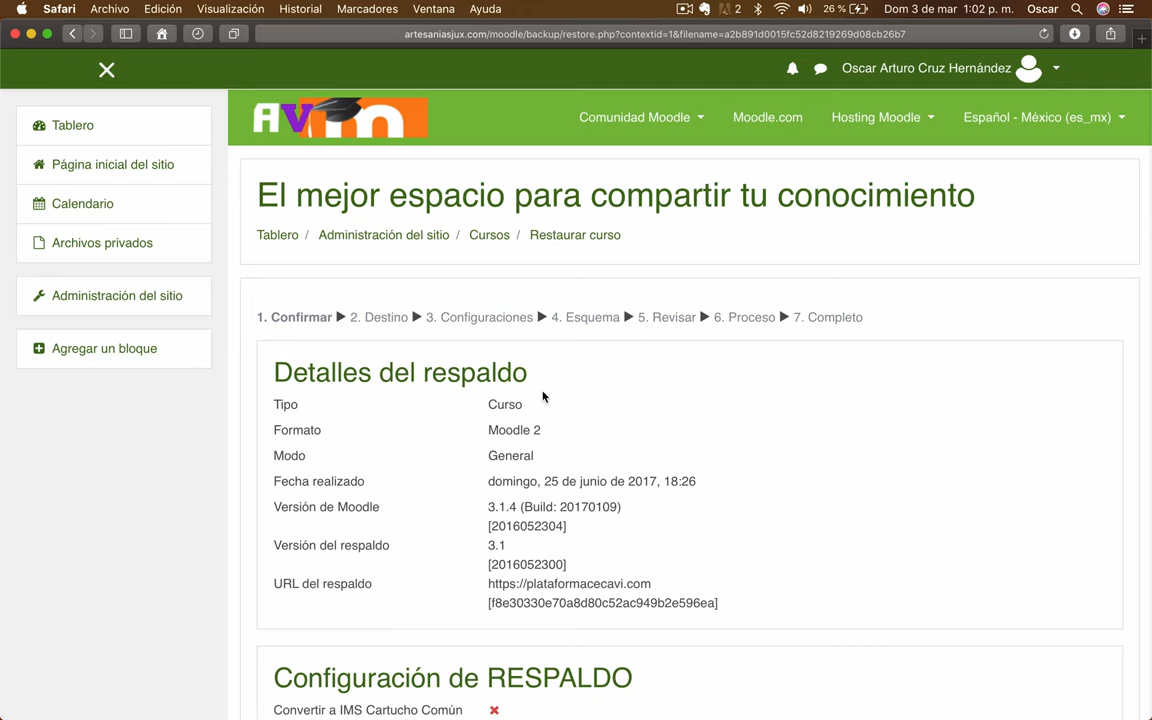 Safari Archivo Edición Visualización Historial Marcadores Ventana Ayuda 2 26 % Dom 3 de mar 1:02 p. m. Oscar
artesaniasjux.com/moodle/backup/restore.php?contextid=1&filename=a2b891d0015fc52d8219269d08cb26b7
Oscar Arturo Cruz Hernández
AVim Comunidad Moodle Moodle.com Hosting Moodle Español - México (es_mx)
Tablero
Página inicial del sitio
Calendario
Archivos privados
Administración del sitio
Agregar un bloque
El mejor espacio para compartir tu conocimiento
Tablero / Administración del sitio / Cursos / Restaurar curso
1. Confirmar ► 2. Destino ► 3. Configuraciones ► 4. Esquema ► 5. Revisar ► 6. Proceso ► 7. Completo
Detalles del respaldo
Tipo Curso
Formato Moodle 2
Modo General
Fecha realizado domingo, 25 de junio de 2017, 18:26
Versión de Moodle 3.1.4 (Build: 20170109)
[2016052304]
Versión del respaldo 3.1
[2016052300]
URL del respaldo https://plataformacecavi.com
[f8e30330e70a8d80c52ac949b2e596ea]
Configuración de RESPALDO
Convertir a IMS Cartucho Común